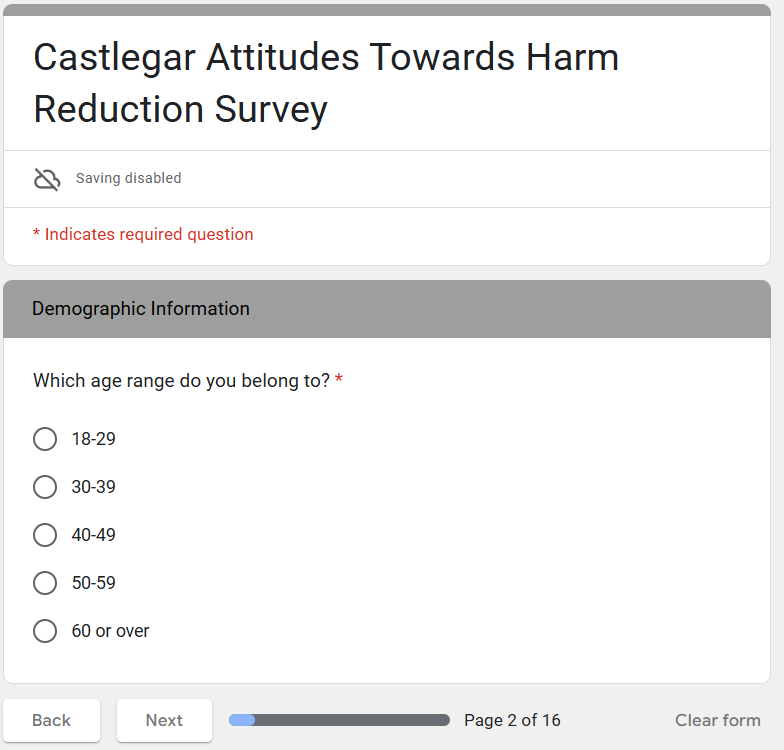 Castlegar Attitudes Towards Harm
Reduction Survey
Saving disabled
* Indicates required question
Demographic Information
Which age range do you belong to? *
18-29
30-39
40-49
50-59
60 or over
Back Next Page 2 of 16 Clear form